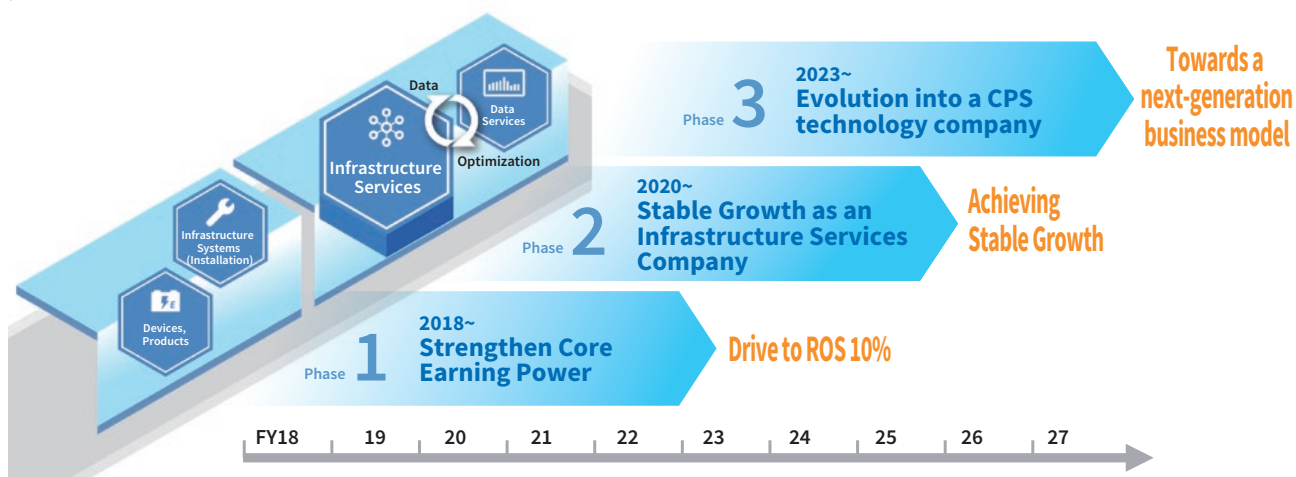 Data
Data
Services
Optimization
Infrastructure
Services
Infrastructure
Systems
(Installation)
Devices,
Products
Phase 3
2023~
Evolution into a CPS
technology company
Towards a
next-generation
business model
Phase 2
2020~
Stable Growth as an
Infrastructure Services
Company
Achieving
Stable Growth
Phase 1
2018~
Strengthen Core
Earning Power
Drive to ROS 10%
FY18 19 20 21 22 23 24 25 26 27